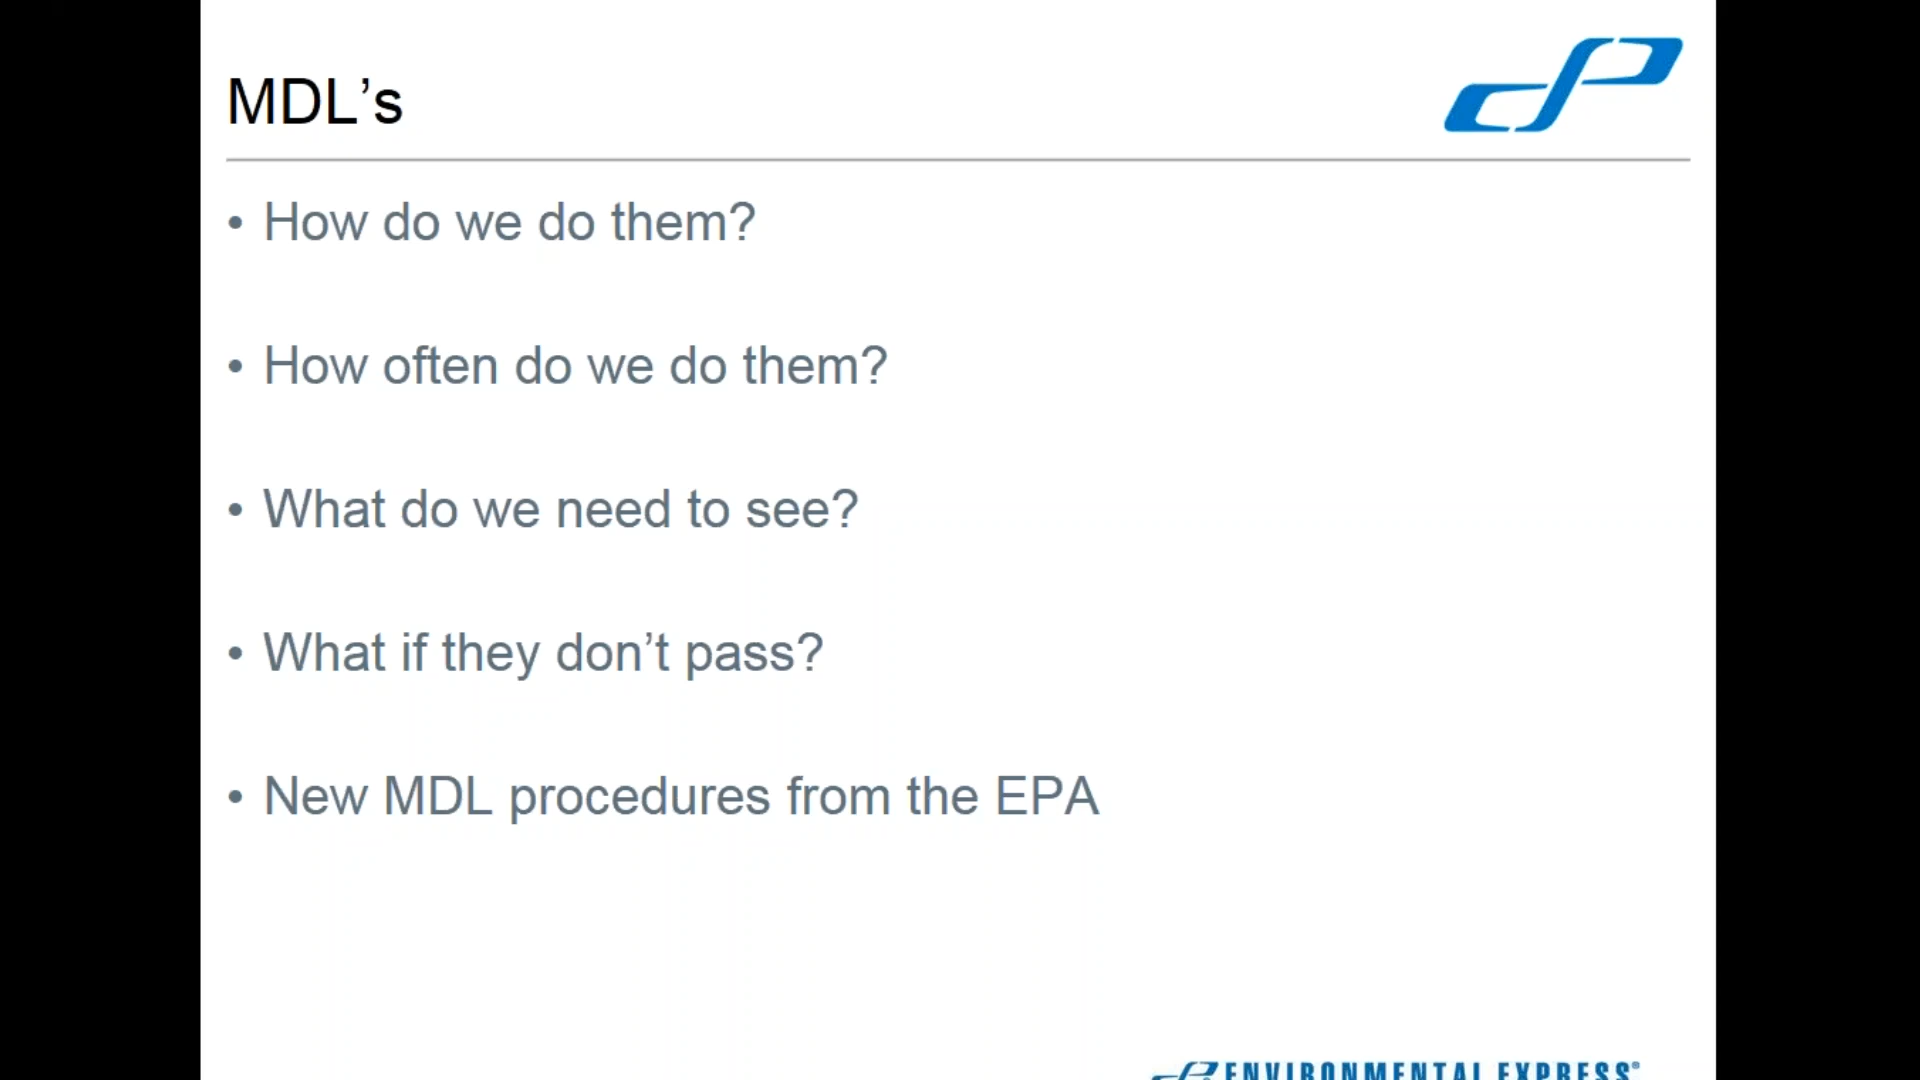 MDL’s
• How do we do them?
• How often do we do them?
• What do we need to see?
• What if they don’t pass?
• New MDL procedures from the EPA
ENVIRONMENTAL EXPRESS®